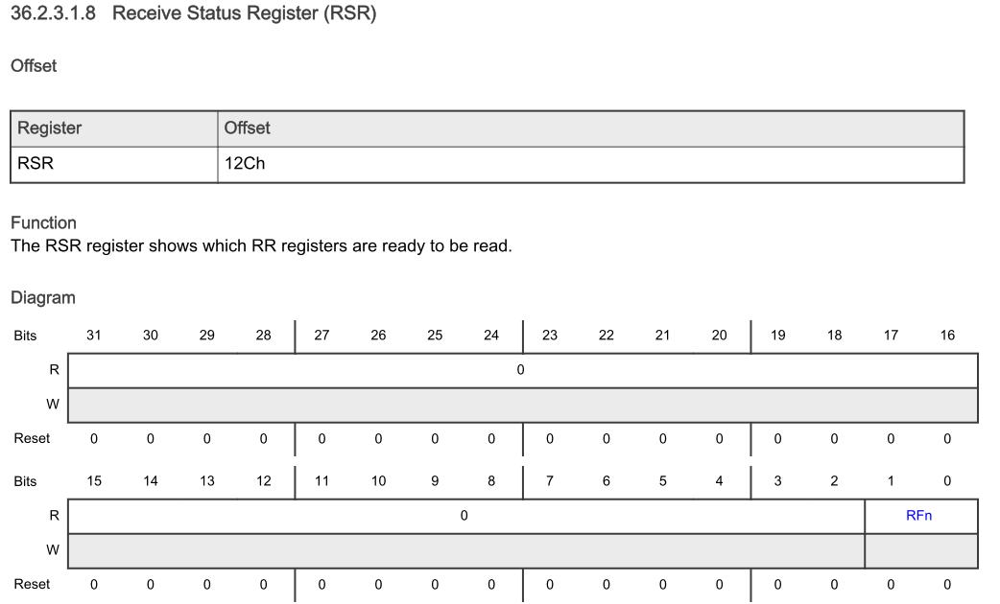 36.2.3.1.8 Receive Status Register (RSR)
Offset
Register Offset
RSR 12Ch
Function
The RSR register shows which RR registers are ready to be read.
Diagram
Bits 31 30 29 28 27 26 25 24 23 22 21 20 19 18 17 16
R 0
W
Reset 0 0 0 0 0 0 0 0 0 0 0 0 0 0 0 0
Bits 15 14 13 12 11 10 9 8 7 6 5 4 3 2 1 0
R 0 RFn
W
Reset 0 0 0 0 0 0 0 0 0 0 0 0 0 0 0 0